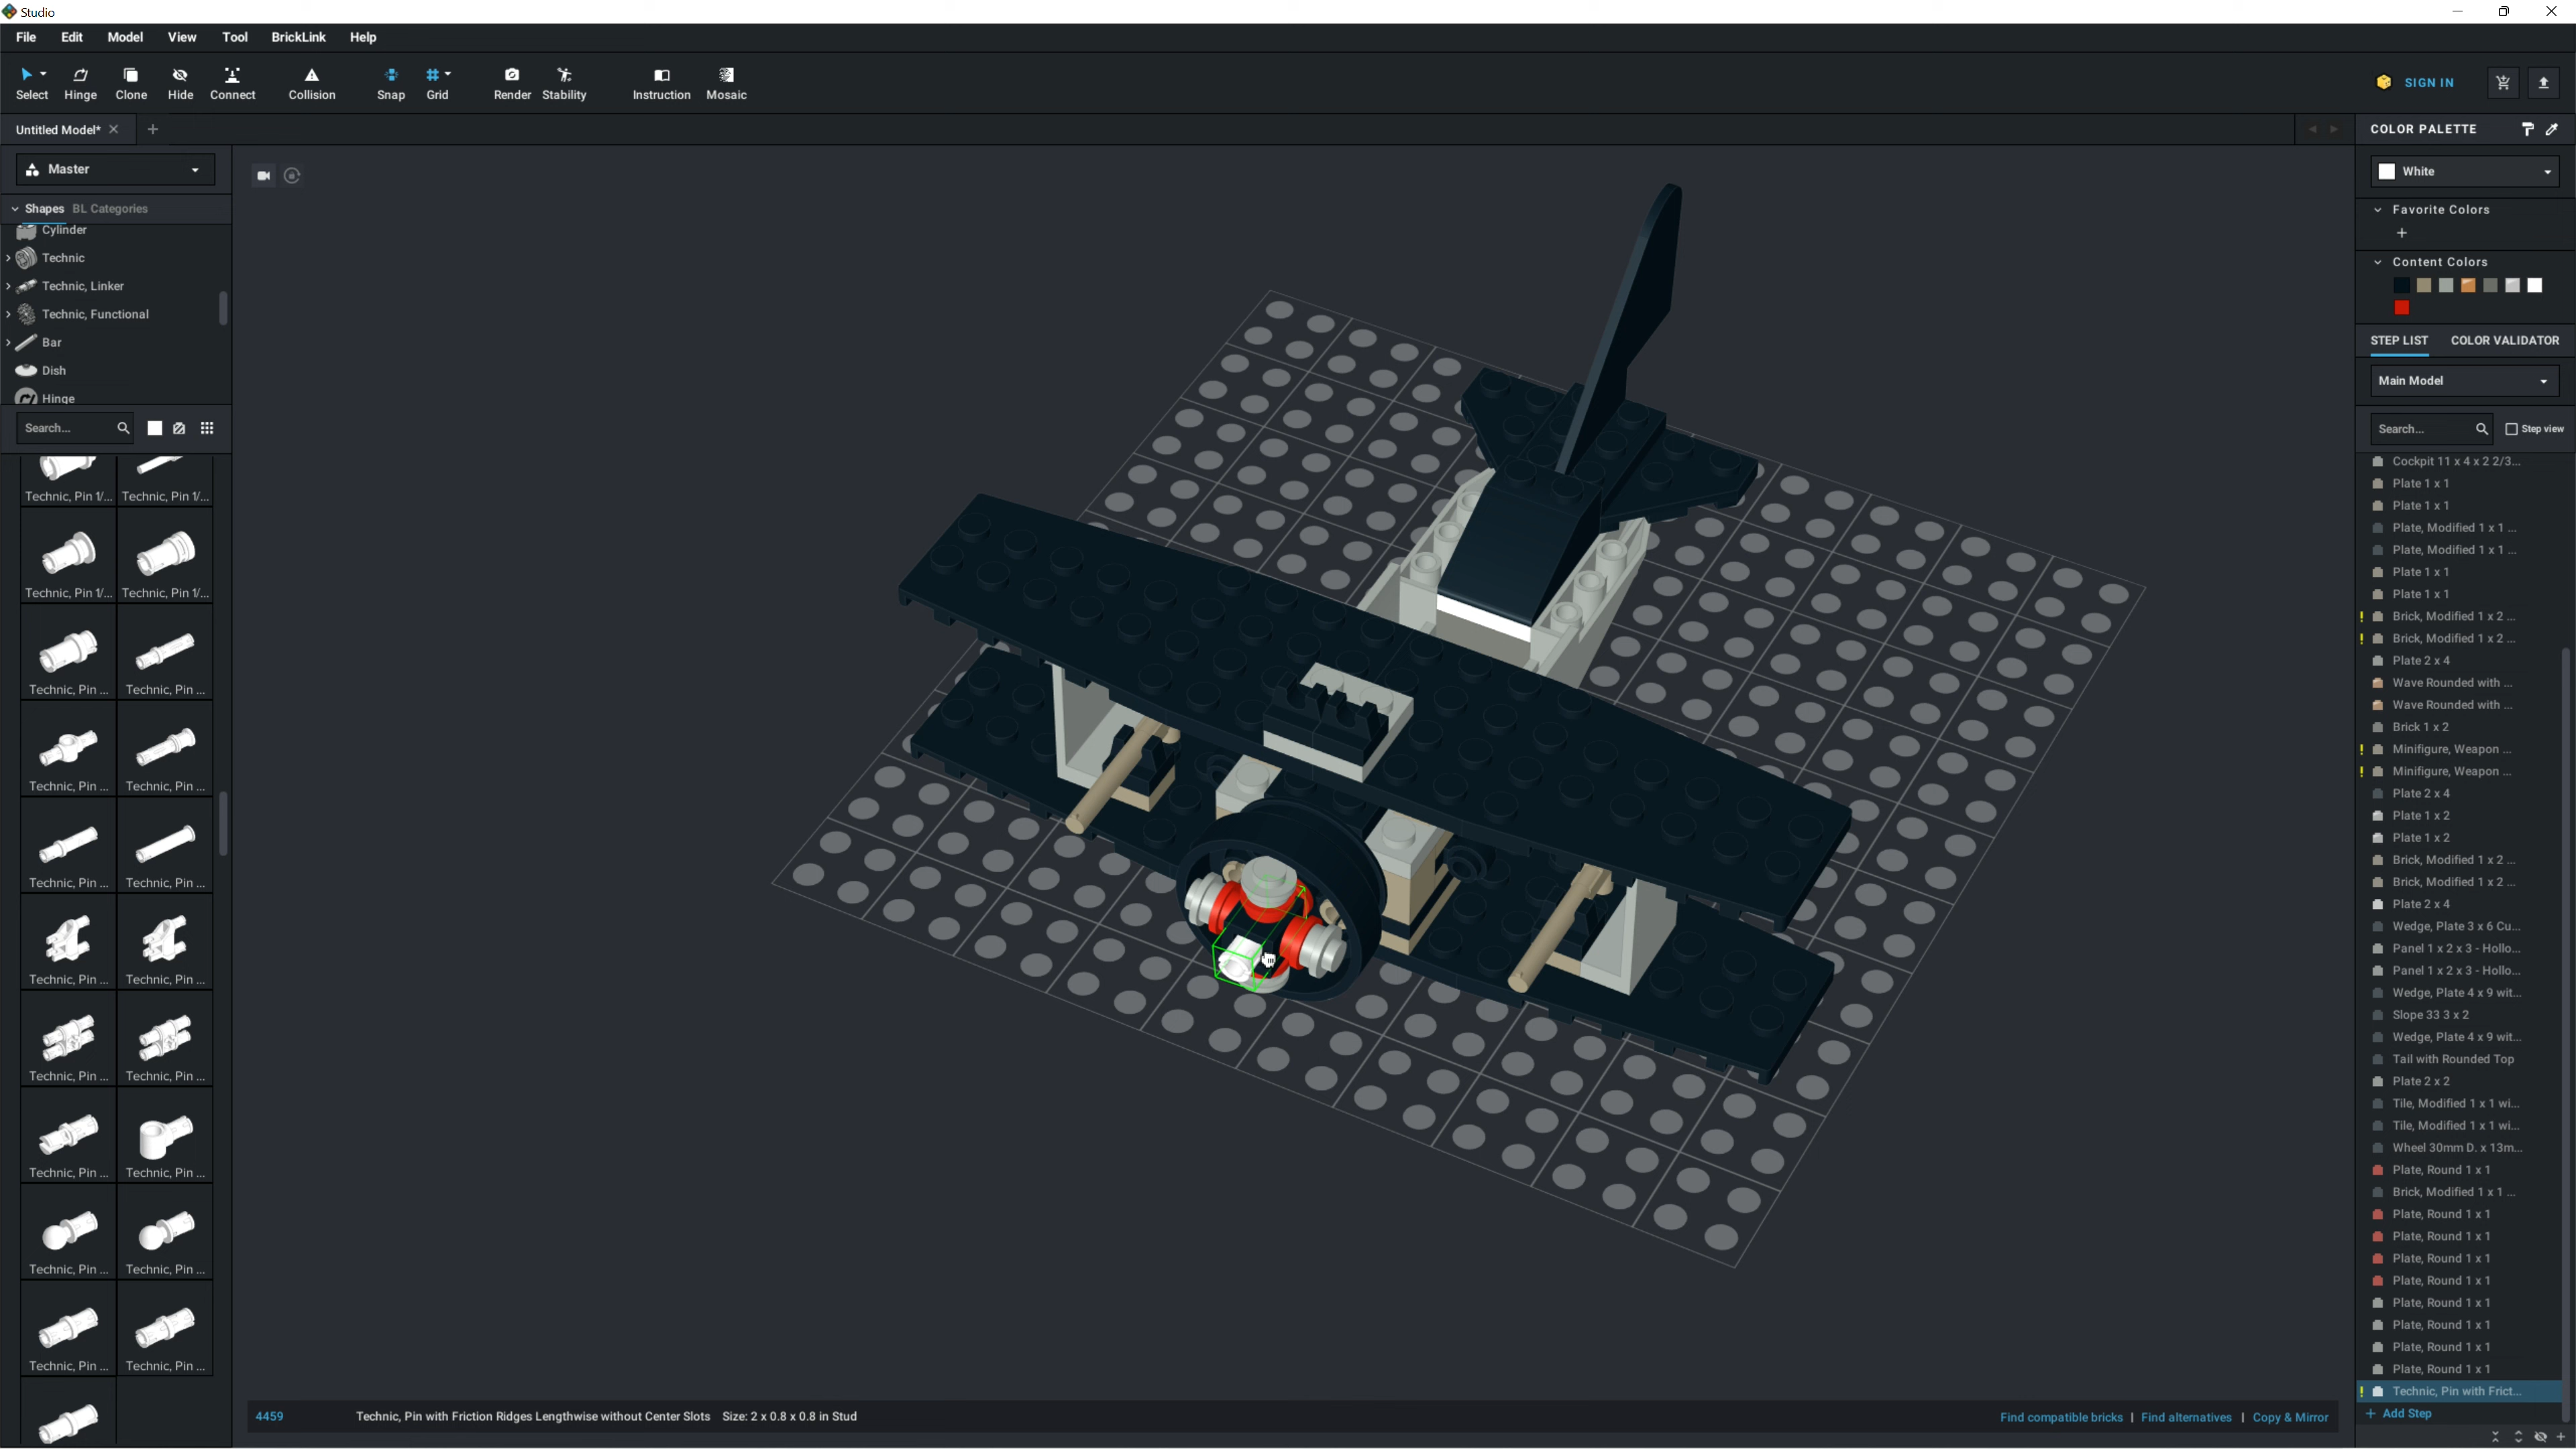 Studio
File Edit Model View Tool BrickLink Help
Select Hinge Clone Hide Connect Collision Snap Grid Render Stability Instruction Mosaic
SIGN IN
Untitled Model*
Master
Shapes BL Categories
Cylinder
Technic
Technic, Linker
Technic, Functional
Bar
Dish
Hinge
Search...
Technic, Pin 1/... Technic, Pin 1/...
Technic, Pin 1/... Technic, Pin 1/...
Technic, Pin ... Technic, Pin ...
Technic, Pin ... Technic, Pin ...
Technic, Pin ... Technic, Pin ...
Technic, Pin ... Technic, Pin ...
Technic, Pin ... Technic, Pin ...
Technic, Pin ... Technic, Pin ...
Technic, Pin ... Technic, Pin ...
Technic, Pin ... Technic, Pin ...
4459 Technic, Pin with Friction Ridges Lengthwise without Center Slots Size: 2 x 0.8 x 0.8 in Stud
Find compatible bricks | Find alternatives | Copy & Mirror
COLOR PALETTE
White
Favorite Colors
Content Colors
STEP LIST COLOR VALIDATOR
Main Model
Search... Step view
Cockpit 11 x 4 x 2 2/3...
Plate 1 x 1
Plate 1 x 1
Plate, Modified 1 x 1 ...
Plate, Modified 1 x 1 ...
Plate 1 x 1
Plate 1 x 1
! Brick, Modified 1 x 2 ...
! Brick, Modified 1 x 2 ...
Plate 2 x 4
Wave Rounded with ...
Wave Rounded with ...
Brick 1 x 2
! Minifigure, Weapon ...
! Minifigure, Weapon ...
Plate 2 x 4
Plate 1 x 2
Plate 1 x 2
Brick, Modified 1 x 2 ...
Brick, Modified 1 x 2 ...
Plate 2 x 4
Wedge, Plate 3 x 6 Cu...
Panel 1 x 2 x 3 - Hollo...
Panel 1 x 2 x 3 - Hollo...
Wedge, Plate 4 x 9 wit...
Slope 33 3 x 2
Wedge, Plate 4 x 9 wit...
Tail with Rounded Top
Plate 2 x 2
Tile, Modified 1 x 1 wi...
Tile, Modified 1 x 1 wi...
Wheel 30mm D. x 13m...
Plate, Round 1 x 1
Brick, Modified 1 x 1 ...
Plate, Round 1 x 1
Plate, Round 1 x 1
Plate, Round 1 x 1
Plate, Round 1 x 1
Plate, Round 1 x 1
Plate, Round 1 x 1
Plate, Round 1 x 1
Plate, Round 1 x 1
! Technic, Pin with Frict...
+ Add Step